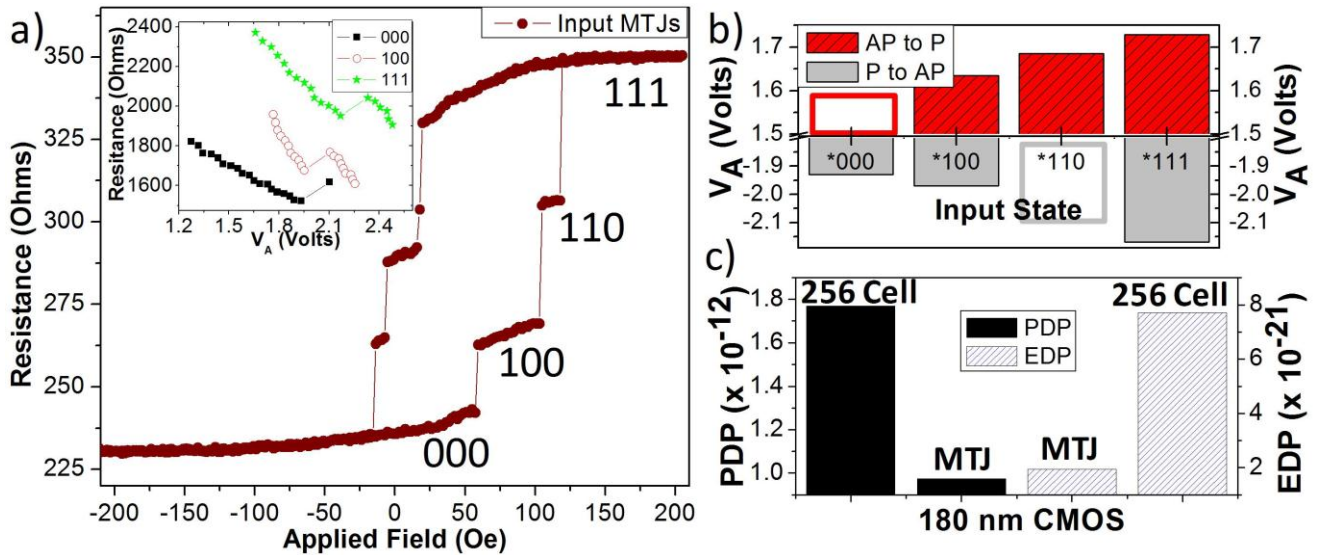 a)
Input MTJs
Resistance (Ohms)
350
325
300
275
250
225
-200 -150 -100 -50 0 50 100 150 200
Applied Field (Oe)
111
110
100
000
Resitance (Ohms)
2400
2200
2000
1800
1600
1.2 1.5 1.8 2.1 2.4
V_A (Volts)
000
100
111
b)
AP to P
P to AP
V_A (Volts)
1.7
1.6
1.5
-1.9
-2.0
-2.1
*000 *100 *110 *111
Input State
1.7
1.6
1.5
-1.9
-2.0
-2.1
V_A (Volts)
c)
PDP (x 10-12)
1.8
1.6
1.4
1.2
1.0
256 Cell
MTJ
MTJ
256 Cell
PDP
EDP
8
6
4
2
EDP (x 10-21)
180 nm CMOS